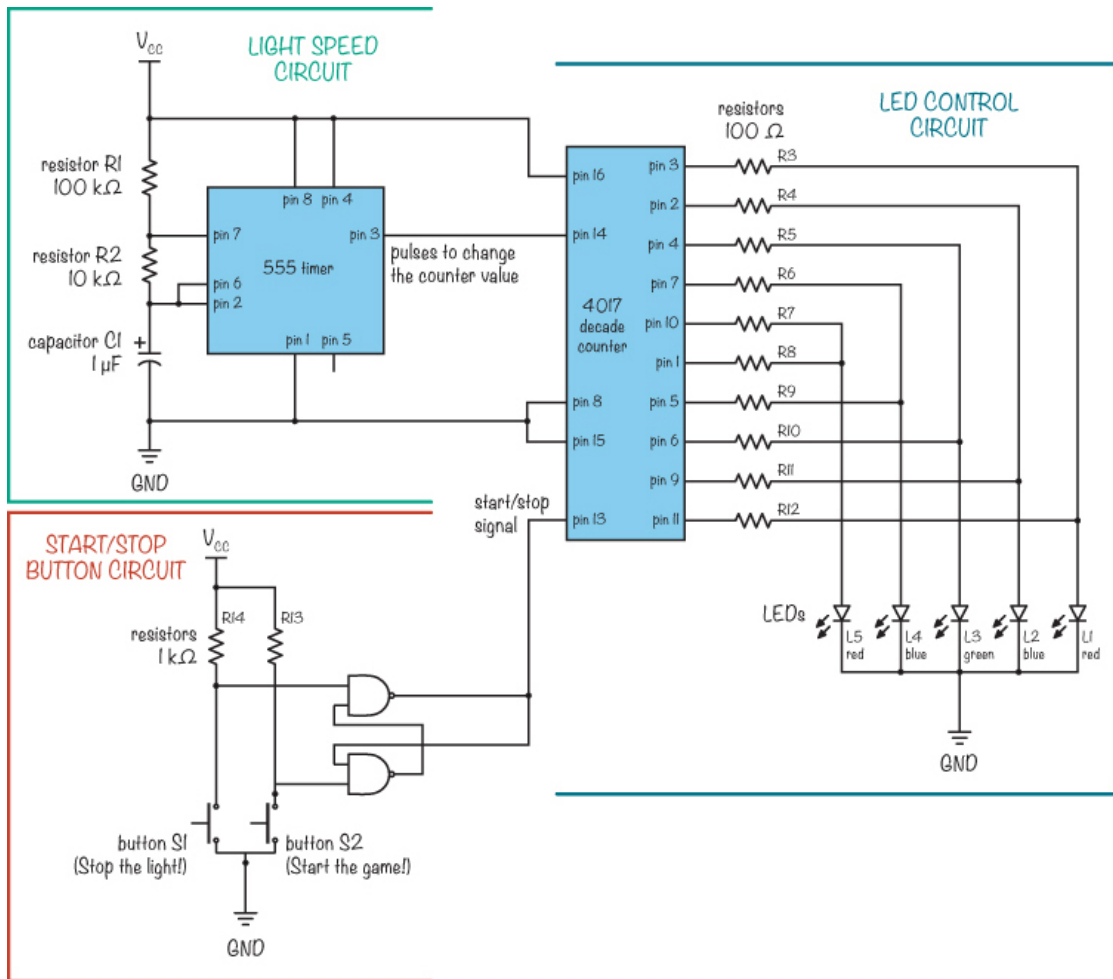 LIGHT SPEED
CIRCUIT
VCC
resistor R1
100 kΩ
resistor R2
10 kΩ
capacitor C1
+
1 µF
GND
pin 8
pin 4
pin 7
pin 3
555 timer
pin 6
pin 2
pin 1
pin 5
pulses to change
the counter value
LED CONTROL
CIRCUIT
resistors
100 Ω
pin 16
pin 14
4017
decade
counter
pin 8
pin 15
pin 13
pin 3
pin 2
pin 4
pin 7
pin 10
pin 1
pin 5
pin 6
pin 9
pin 11
R3
R4
R5
R6
R7
R8
R9
R10
R11
R12
start/stop
signal
LEDs
L5
red
L4
blue
L3
green
L2
blue
L1
red
GND
START/STOP
BUTTON CIRCUIT
VCC
R14
R13
resistors
1 kΩ
button S1
(Stop the light!)
button S2
(Start the game!)
GND